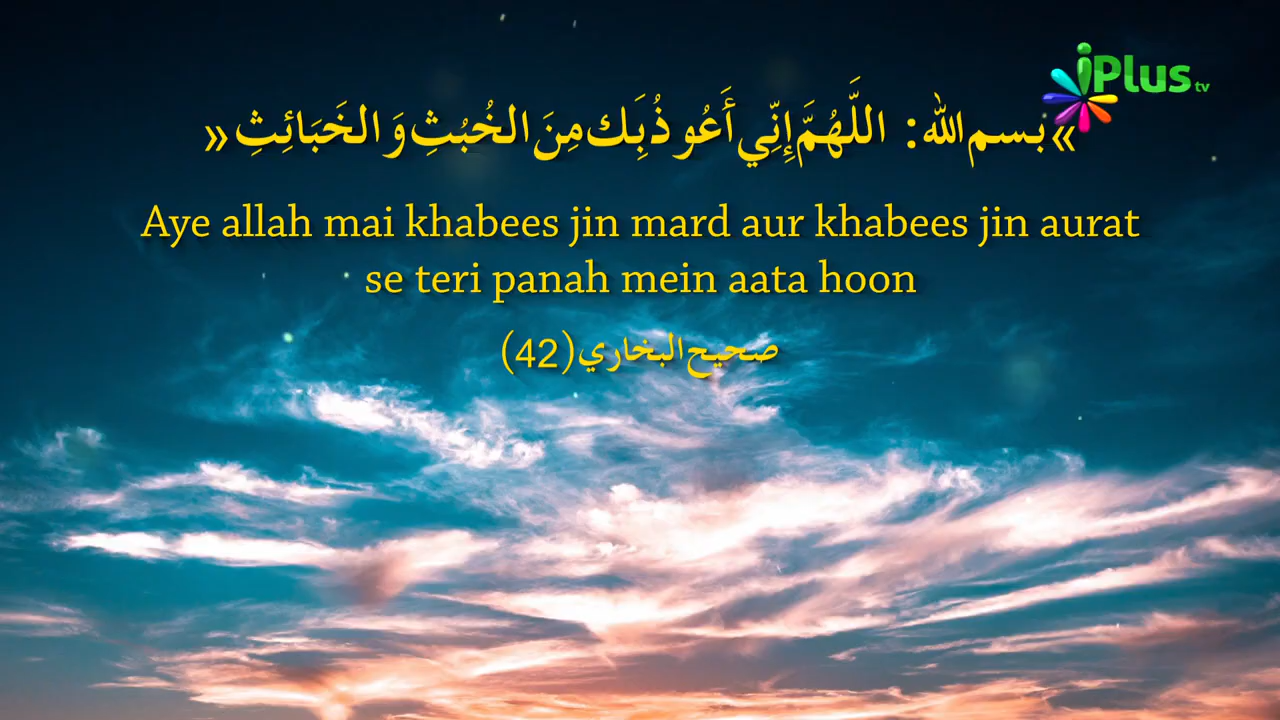 iPlus tv
»بسم الله: اللَّهُمَّ إِنِّي أَعُوذُبَِك مِنَ الخُبُثِ وَ الخَبَائِثِ«
Aye allah mai khabees jin mard aur khabees jin aurat
se teri panah mein aata hoon
صحيح البخاري (42)